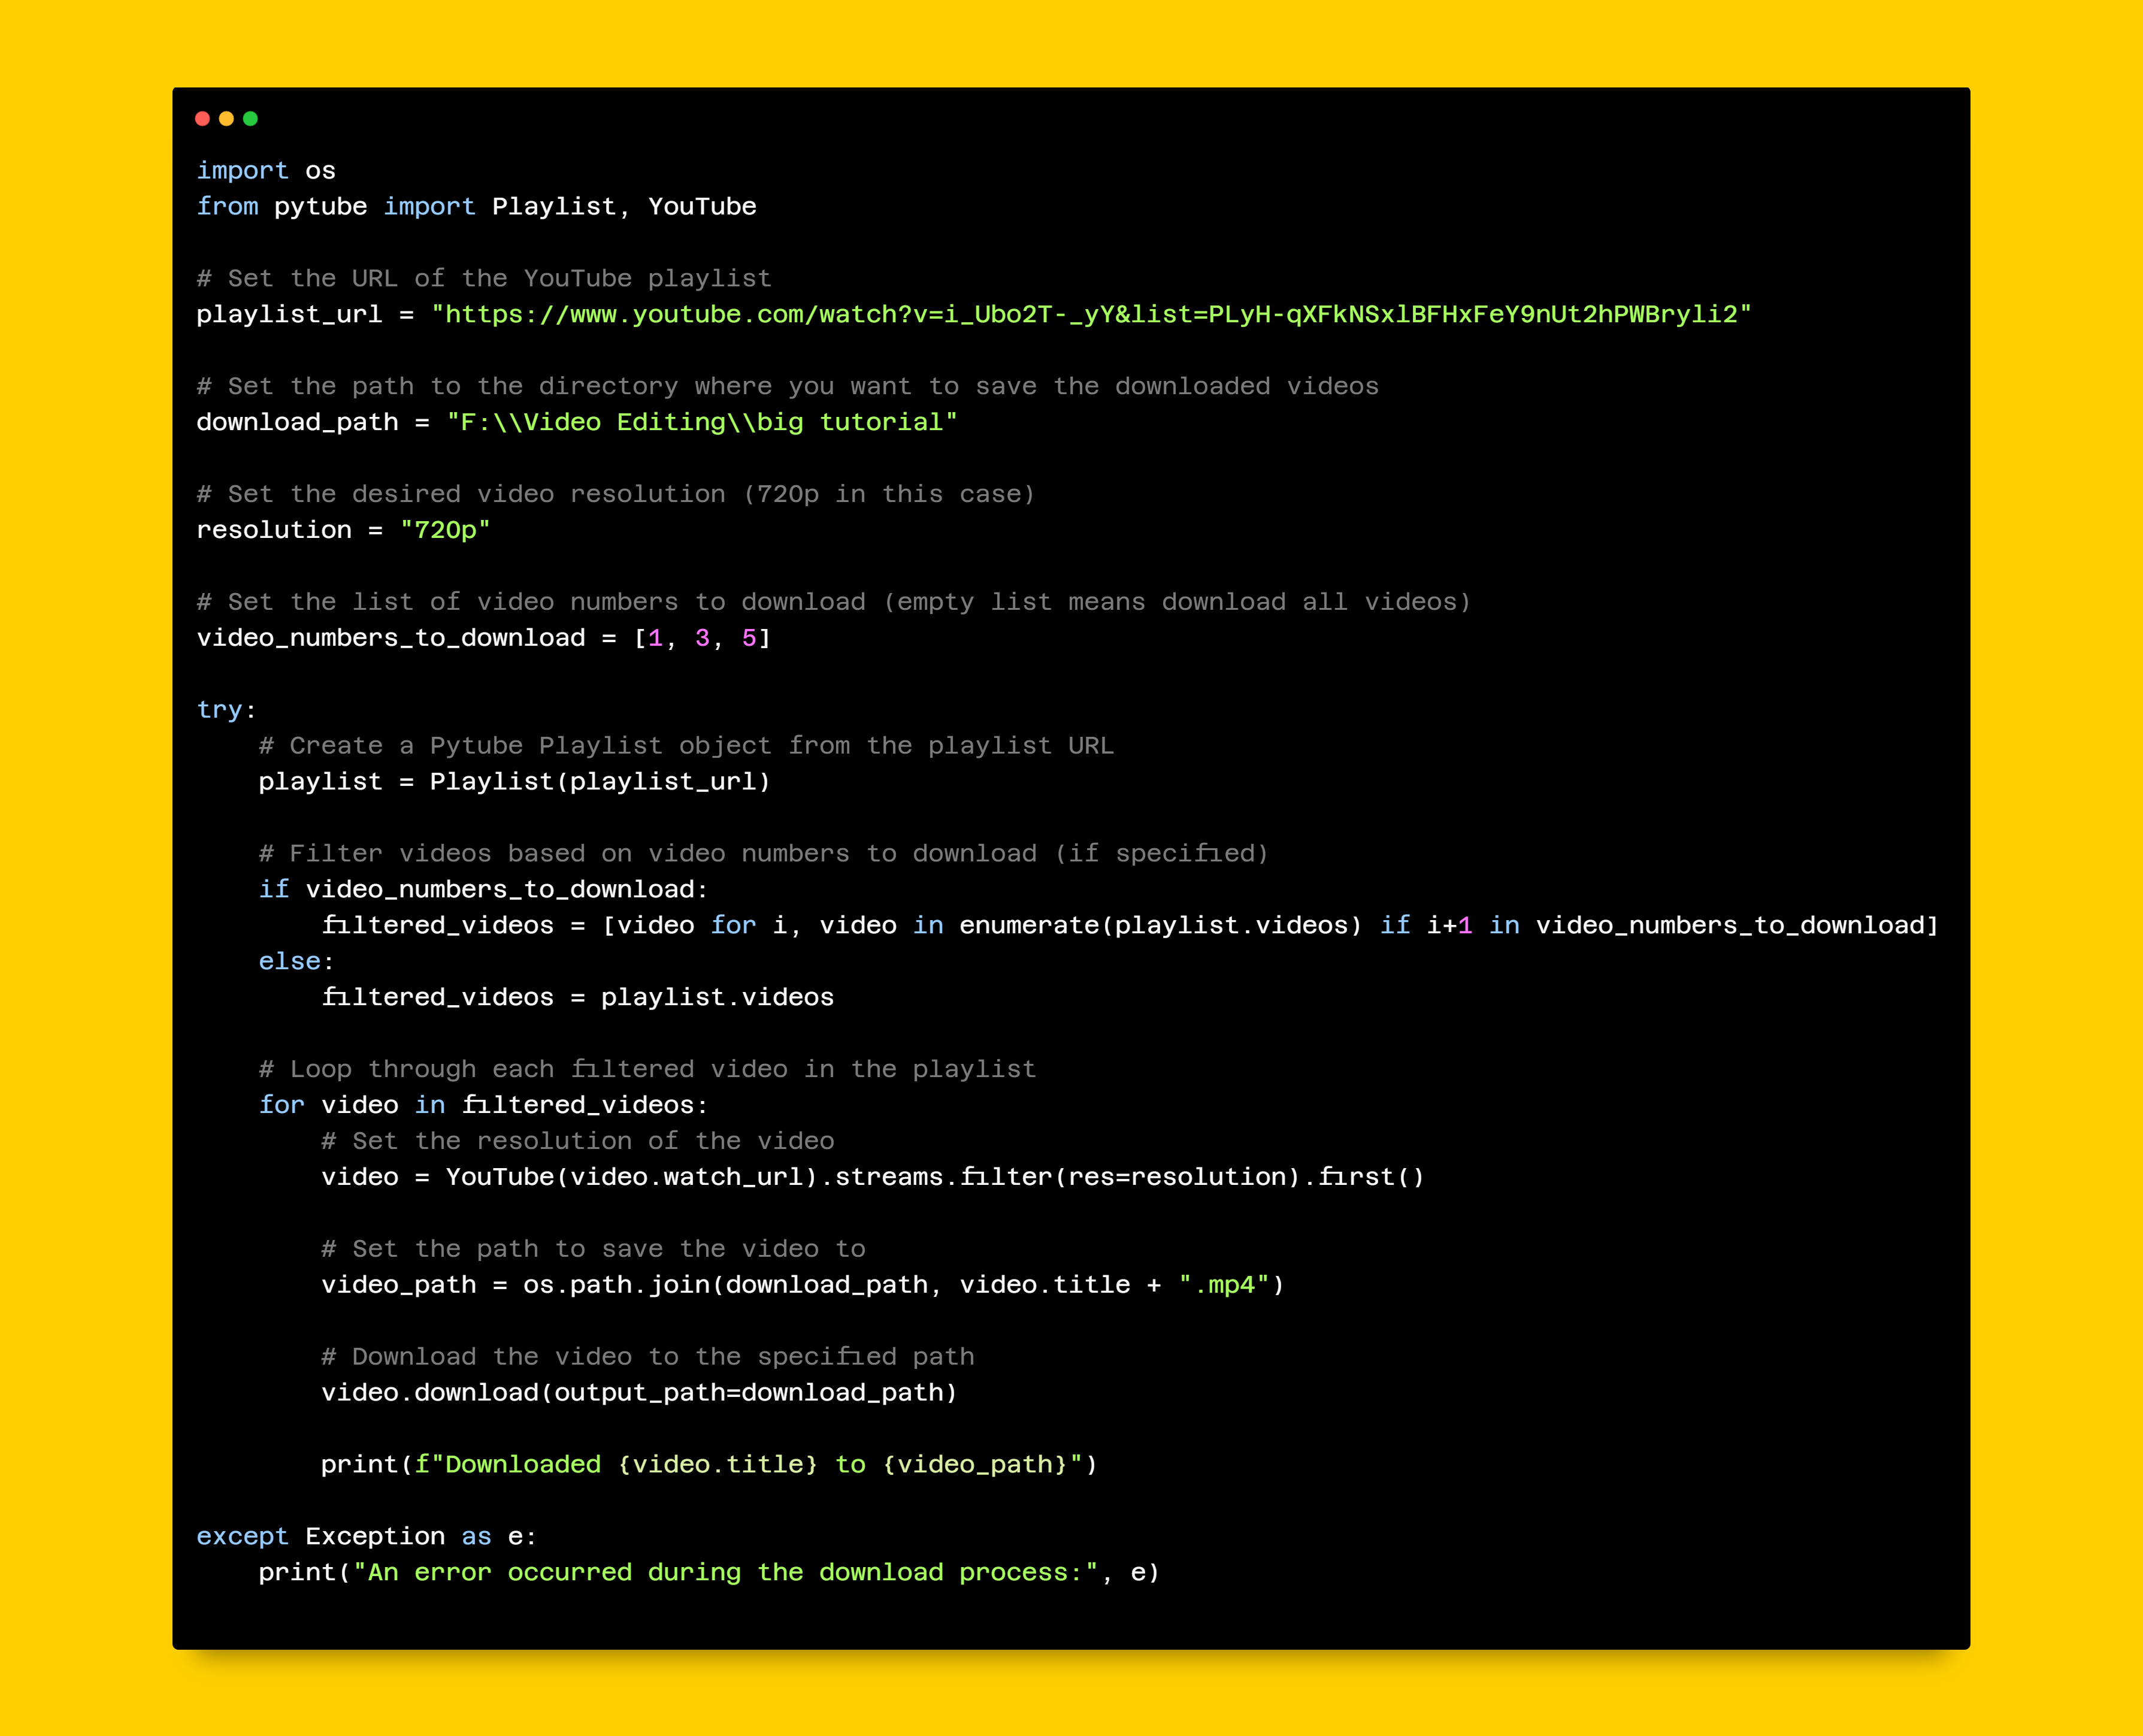 import os
from pytube import Playlist, YouTube

# Set the URL of the YouTube playlist
playlist_url = "https://www.youtube.com/watch?v=i_Ubo2T-_yY&list=PLyH-qXFkNSxlBFHxFeY9nUt2hPWBryli2"

# Set the path to the directory where you want to save the downloaded videos
download_path = "F:\\Video Editing\\big tutorial"

# Set the desired video resolution (720p in this case)
resolution = "720p"

# Set the list of video numbers to download (empty list means download all videos)
video_numbers_to_download = [1, 3, 5]

try:
    # Create a Pytube Playlist object from the playlist URL
    playlist = Playlist(playlist_url)

    # Filter videos based on video numbers to download (if specified)
    if video_numbers_to_download:
        filtered_videos = [video for i, video in enumerate(playlist.videos) if i+1 in video_numbers_to_download]
    else:
        filtered_videos = playlist.videos

    # Loop through each filtered video in the playlist
    for video in filtered_videos:
        # Set the resolution of the video
        video = YouTube(video.watch_url).streams.filter(res=resolution).first()

        # Set the path to save the video to
        video_path = os.path.join(download_path, video.title + ".mp4")

        # Download the video to the specified path
        video.download(output_path=download_path)

        print(f"Downloaded {video.title} to {video_path}")

except Exception as e:
    print("An error occurred during the download process:", e)